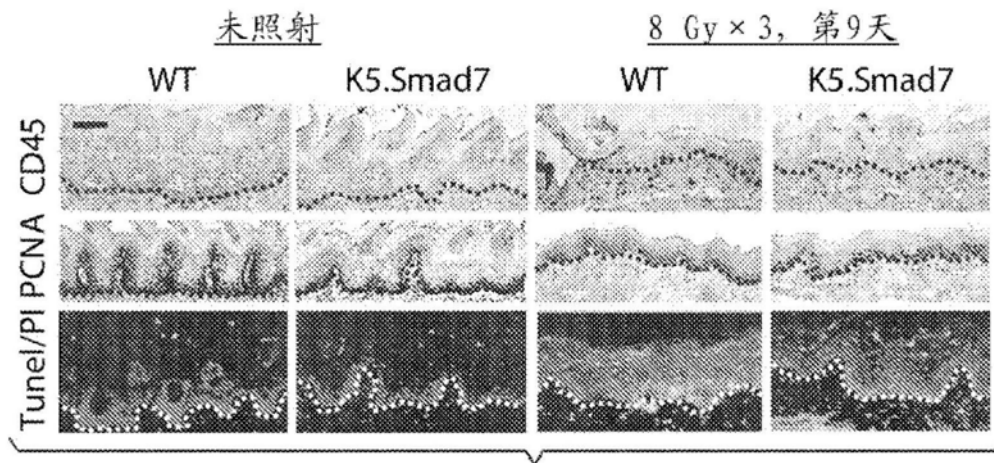 未照射 8 Gy × 3, 第9天
WT K5.Smad7 WT K5.Smad7
CD45
PCNA
Tunel/PI